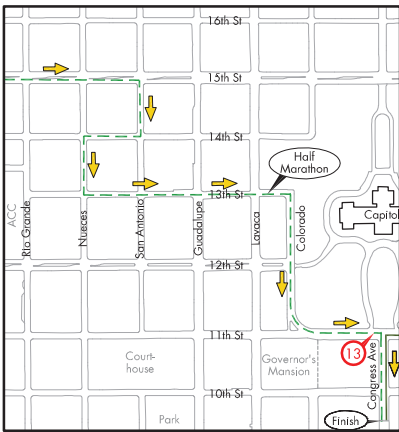 16th St
15th St
14th St
Half
Marathon
13th St
ACC
Rio Grande
Nueces
San Antonio
Guadalupe
Lavaca
Colorado
Capitol
12th St
11th St
Court-
house
Governor's
Mansion
13
Congress Ave
10th St
Park
Finish